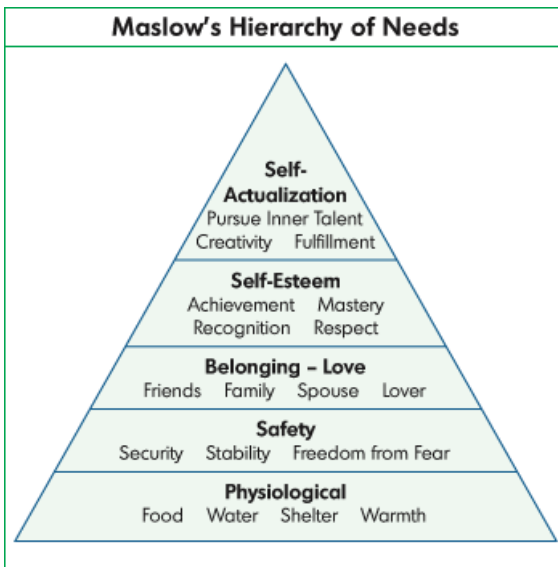 Maslow's Hierarchy of Needs
Self-
Actualization
Pursue Inner Talent
Creativity Fulfillment
Self-Esteem
Achievement Mastery
Recognition Respect
Belonging – Love
Friends Family Spouse Lover
Safety
Security Stability Freedom from Fear
Physiological
Food Water Shelter Warmth